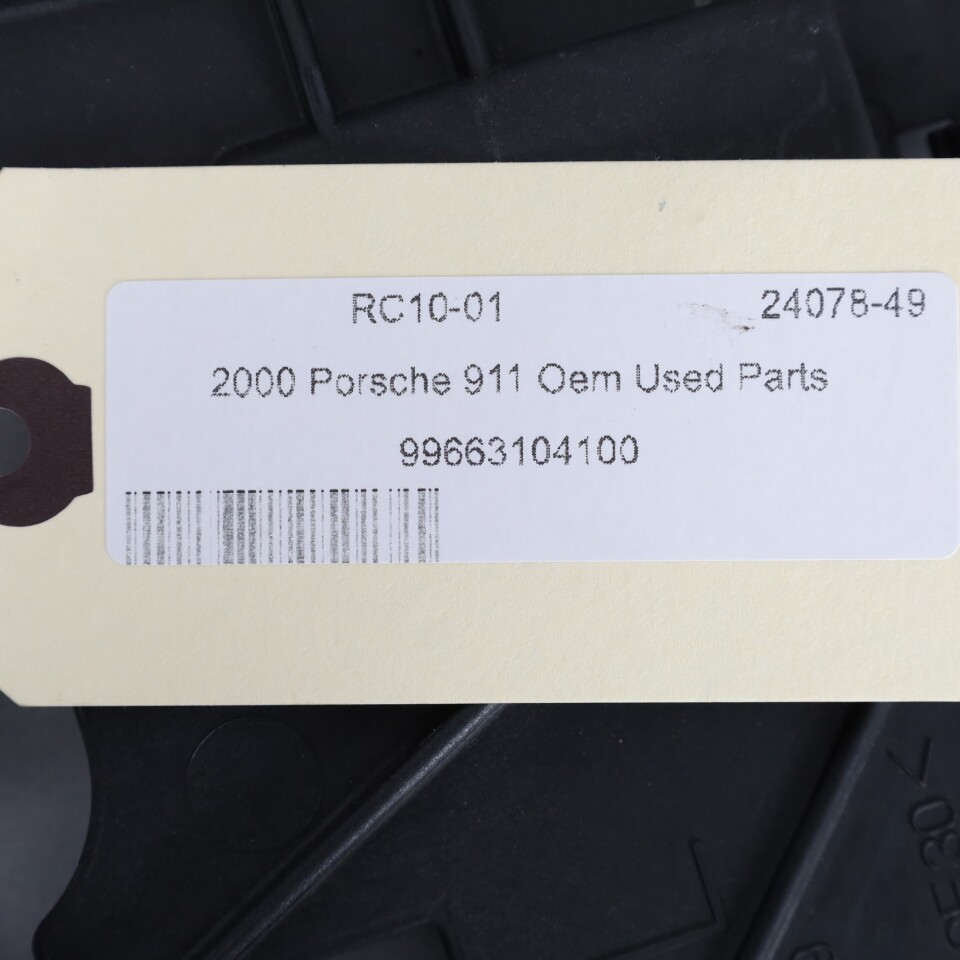 RC10-01 24078-49
2000 Porsche 911 Oem Used Parts
99663104100